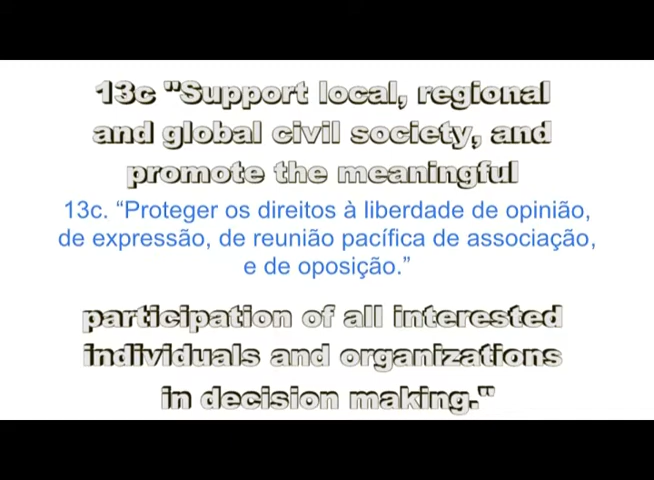 13c "Support local, regional
and global civil society, and
promote the meaningful
13c. “Proteger os direitos à liberdade de opinião,
de expressão, de reunião pacífica de associação,
e de oposição.”
participation of all interested
individuals and organizations
in decision making."